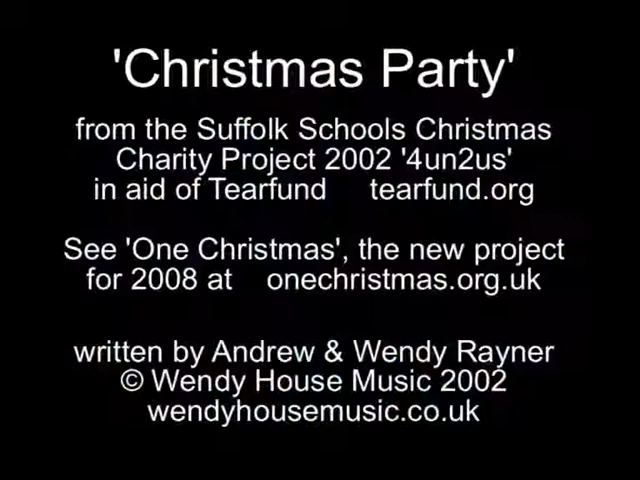 'Christmas Party'
from the Suffolk Schools Christmas
Charity Project 2002 '4un2us'
in aid of Tearfund tearfund.org
See 'One Christmas', the new project
for 2008 at onechristmas.org.uk
written by Andrew & Wendy Rayner
© Wendy House Music 2002
wendyhousemusic.co.uk